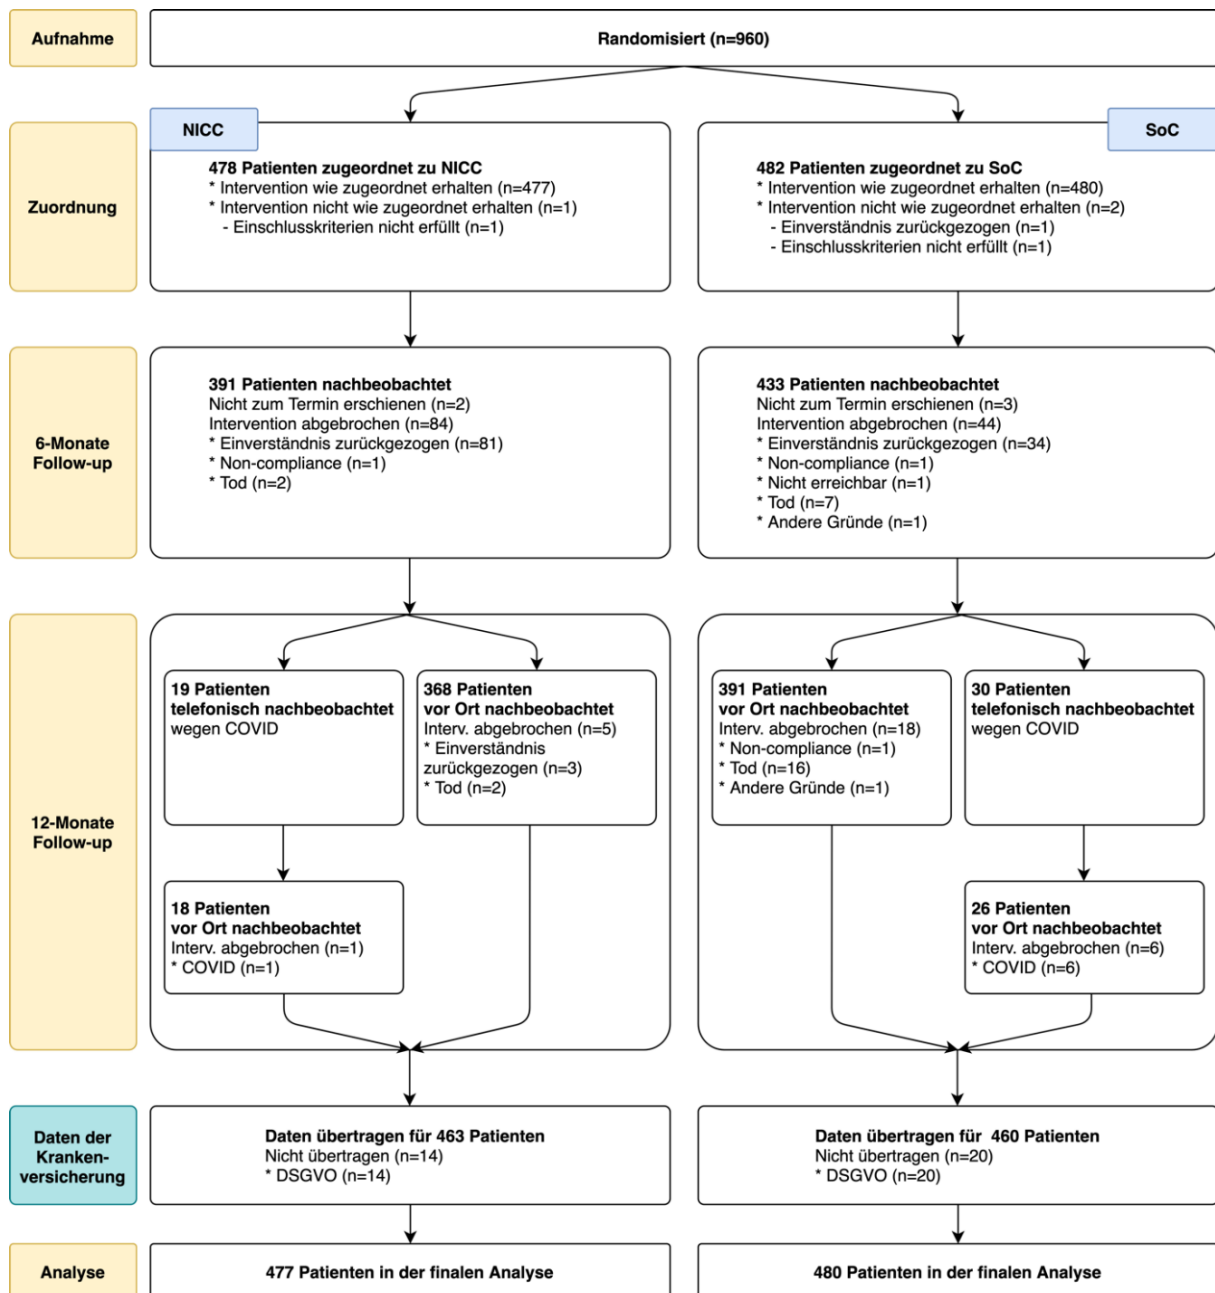 Aufnahme
Randomisiert (n=960)
Zuordnung
NICC
478 Patienten zugeordnet zu NICC
* Intervention wie zugeordnet erhalten (n=477)
* Intervention nicht wie zugeordnet erhalten (n=1)
- Einschlusskriterien nicht erfüllt (n=1)
SoC
482 Patienten zugeordnet zu SoC
* Intervention wie zugeordnet erhalten (n=480)
* Intervention nicht wie zugeordnet erhalten (n=2)
- Einverständnis zurückgezogen (n=1)
- Einschlusskriterien nicht erfüllt (n=1)
6-Monate
Follow-up
391 Patienten nachbeobachtet
Nicht zum Termin erschienen (n=2)
Intervention abgebrochen (n=84)
* Einverständnis zurückgezogen (n=81)
* Non-compliance (n=1)
* Tod (n=2)
433 Patienten nachbeobachtet
Nicht zum Termin erschienen (n=3)
Intervention abgebrochen (n=44)
* Einverständnis zurückgezogen (n=34)
* Non-compliance (n=1)
* Nicht erreichbar (n=1)
* Tod (n=7)
* Andere Gründe (n=1)
12-Monate
Follow-up
19 Patienten
telefonisch nachbeobachtet
wegen COVID
368 Patienten
vor Ort nachbeobachtet
Interv. abgebrochen (n=5)
* Einverständnis
zurückgezogen (n=3)
* Tod (n=2)
18 Patienten
vor Ort nachbeobachtet
Interv. abgebrochen (n=1)
* COVID (n=1)
391 Patienten
vor Ort nachbeobachtet
Interv. abgebrochen (n=18)
* Non-compliance (n=1)
* Tod (n=16)
* Andere Gründe (n=1)
30 Patienten
telefonisch nachbeobachtet
wegen COVID
26 Patienten
vor Ort nachbeobachtet
Interv. abgebrochen (n=6)
* COVID (n=6)
Daten der
Kranken-
versicherung
Daten übertragen für 463 Patienten
Nicht übertragen (n=14)
* DSGVO (n=14)
Daten übertragen für 460 Patienten
Nicht übertragen (n=20)
* DSGVO (n=20)
Analyse
477 Patienten in der finalen Analyse
480 Patienten in der finalen Analyse